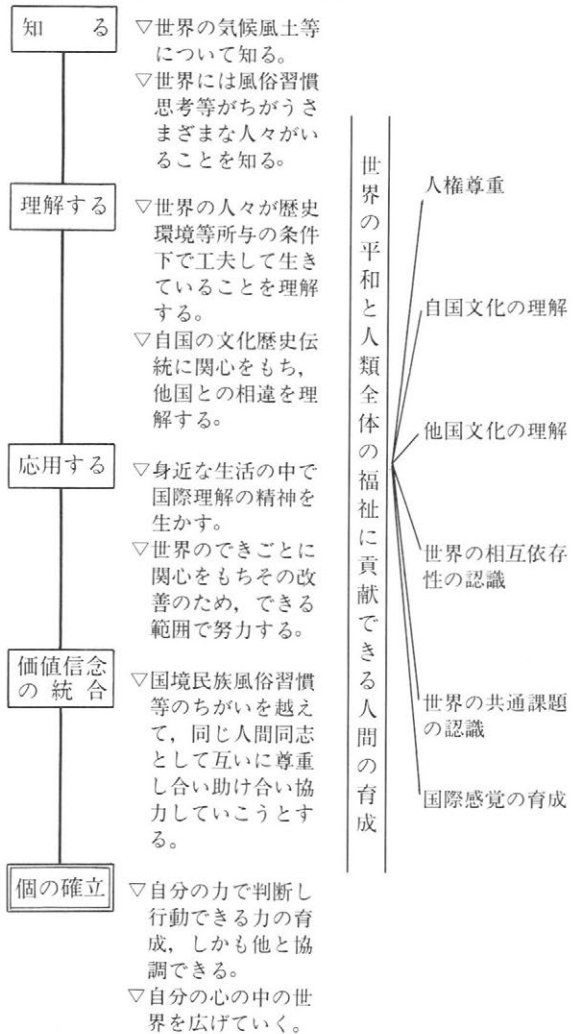 知る
▽世界の気候風土等
について知る。
▽世界には風俗習慣
思考等がちがうさ
まざまな人々がい
ることを知る。
理解する
▽世界の人々が歴史
環境等所与の条件
下で工夫して生き
ていることを理解
する。
▽自国の文化歴史伝
統に関心をもち，
他国との相違を理
解する。
応用する
▽身近な生活の中で
国際理解の精神を
生かす。
▽世界のできごとに
関心をもちその改
善のため，できる
範囲で努力する。
価値信念
の統合
▽国境民族風俗習慣
等のちがいを越え
て，同じ人間同志
として互いに尊重
し合い助け合い協
力していこうとす
る。
個の確立
▽自分の力で判断し
行動できる力の育
成，しかも他と協
調できる。
▽自分の心の中の世
界を広げていく。
世界の平和と人類全体の福祉に貢献できる人間の育成
人権尊重
自国文化の理解
他国文化の理解
世界の相互依存
性の認識
世界の共通課題
の認識
国際感覚の育成